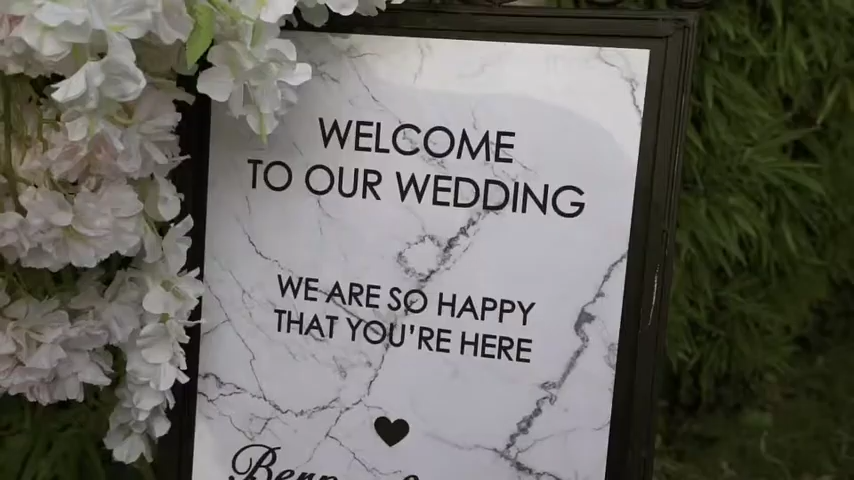 WELCOME
TO OUR WEDDING
WE ARE SO HAPPY
THAT YOU'RE HERE